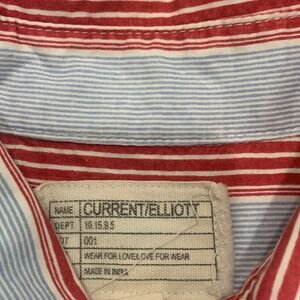 NAME CURRENT/ELLIOTT
DEPT 10.15.9.5
001
WEAR FOR LOVE/LOVE FOR WEAR
MADE IN INDIA